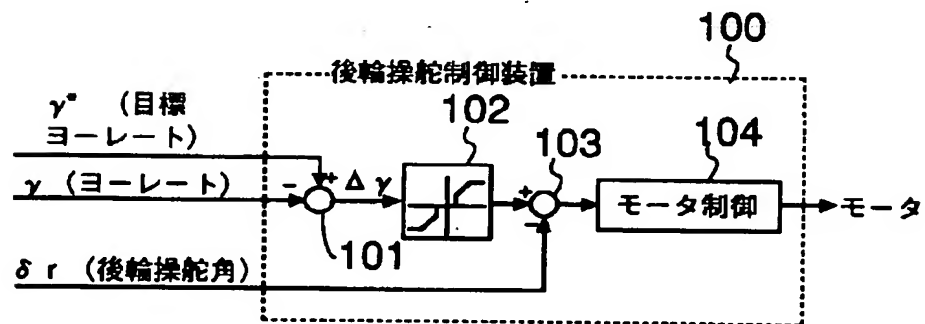 100
後輪操舵制御装置
γ* (目標
ヨーレート)
102
103
104
+
Δγ
γ (ヨーレート)
-
+
モータ制御
モータ
-
101
δr (後輪操舵角)